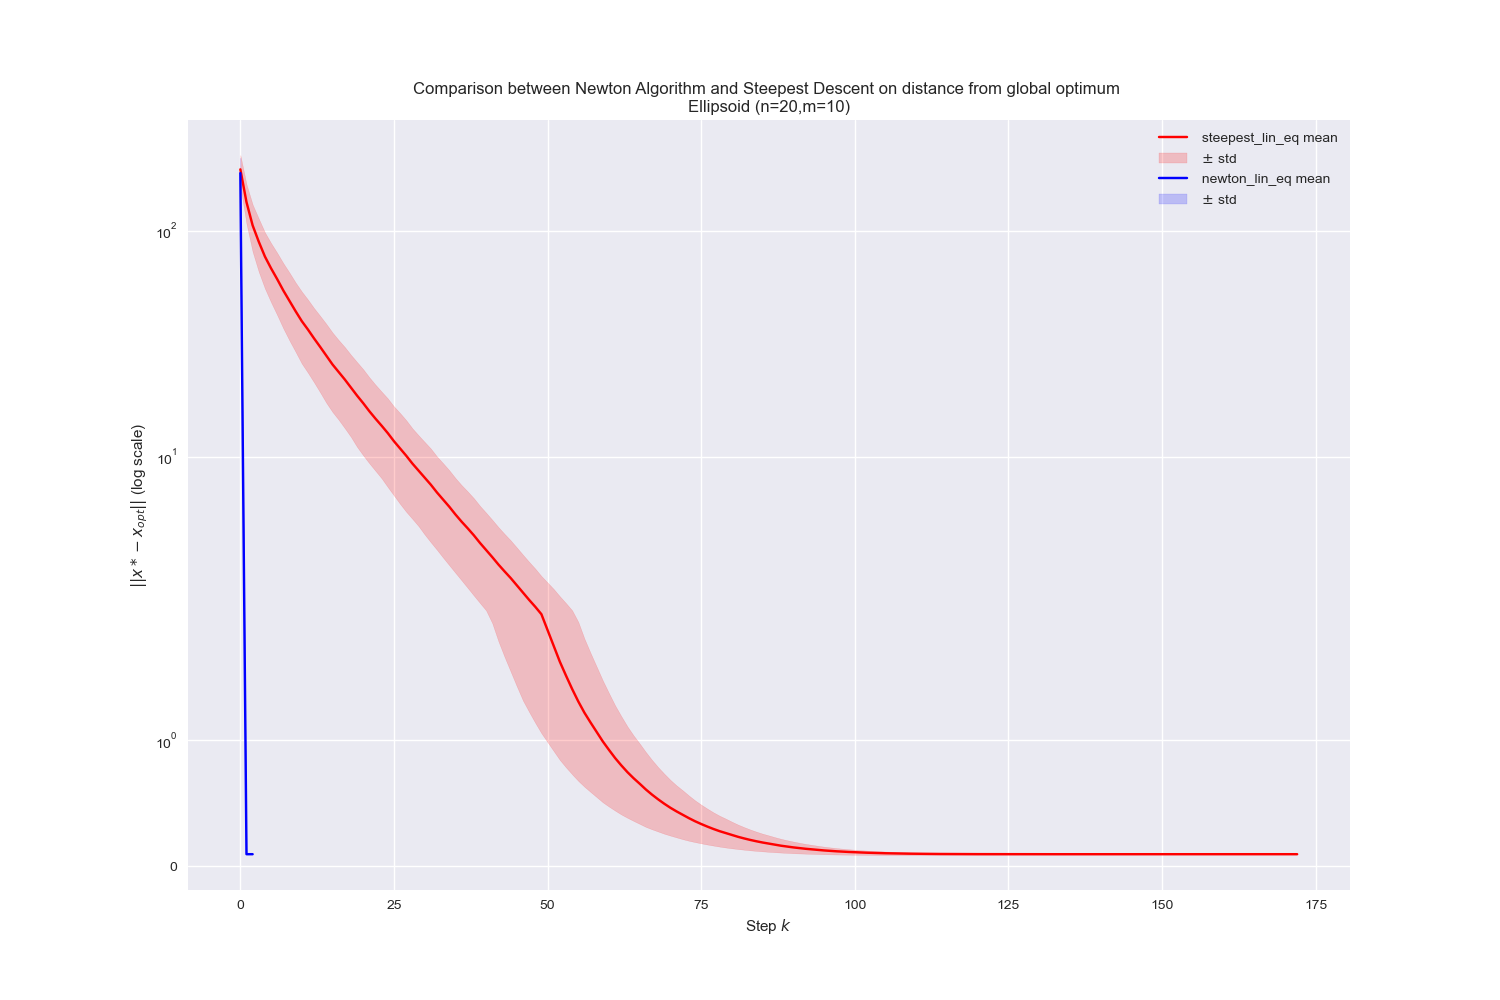 Comparison between Newton Algorithm and Steepest Descent on distance from global optimum
Ellipsoid (n=20,m=10)
steepest_lin_eq mean
± std
newton_lin_eq mean
± std
10²
10¹
10⁰
0
||x* − x_opt|| (log scale)
0 25 50 75 100 125 150 175
Step k